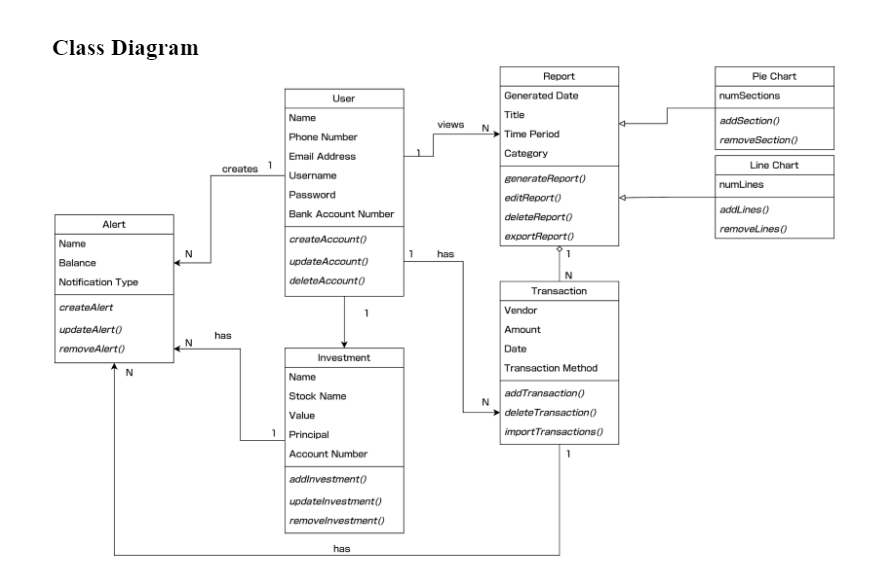 Class Diagram
Report
Generated Date
Title
Time Period
Category
generateReport()
editReport()
deleteReport()
exportReport()
Pie Chart
numSections
addSection()
removeSection()
Line Chart
numLines
addLines()
removeLines()
User
Name
Phone Number
Email Address
Username
Password
Bank Account Number
createAccount()
updateAccount()
deleteAccount()
views
1
N
creates
1
N
1
has
N
1
Alert
Name
Balance
Notification Type
createAlert
updateAlert()
removeAlert()
N
has
1
N
Investment
Name
Stock Name
Value
Principal
Account Number
addInvestment()
updateInvestment()
removeInvestment()
1
N
Transaction
Vendor
Amount
Date
Transaction Method
addTransaction()
deleteTransaction()
importTransactions()
1
has